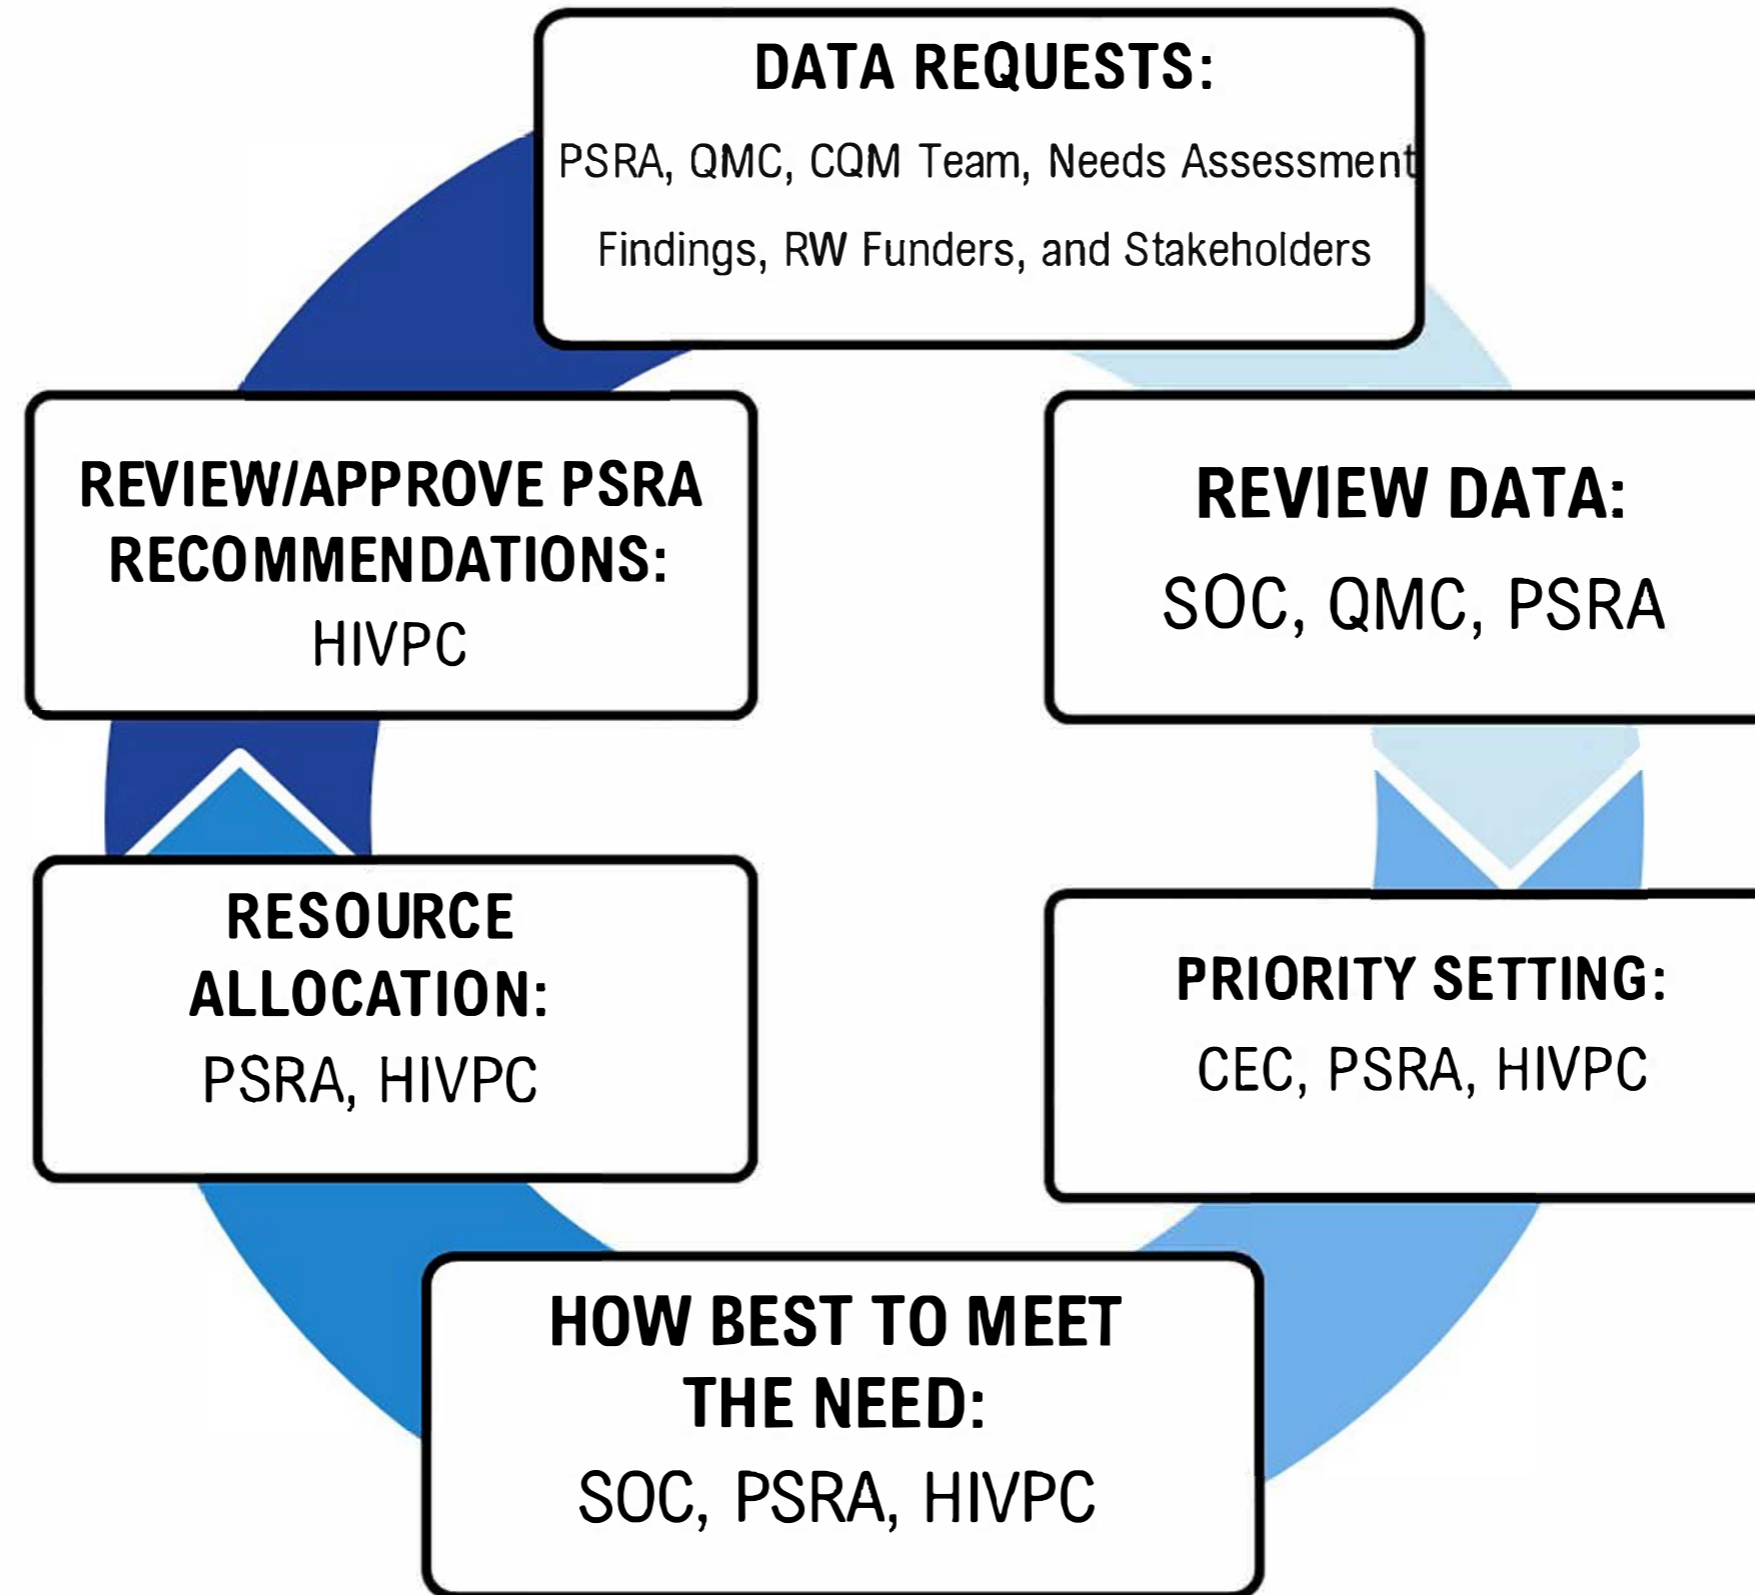 DATA REQUESTS:
PSRA, QMC, CQM Team, Needs Assessment
Findings, RW Funders, and Stakeholders
REVIEW DATA:
SOC, QMC, PSRA
PRIORITY SETTING:
CEC, PSRA, HIVPC
HOW BEST TO MEET
THE NEED:
SOC, PSRA, HIVPC
RESOURCE
ALLOCATION:
PSRA, HIVPC
REVIEW/APPROVE PSRA
RECOMMENDATIONS:
HIVPC